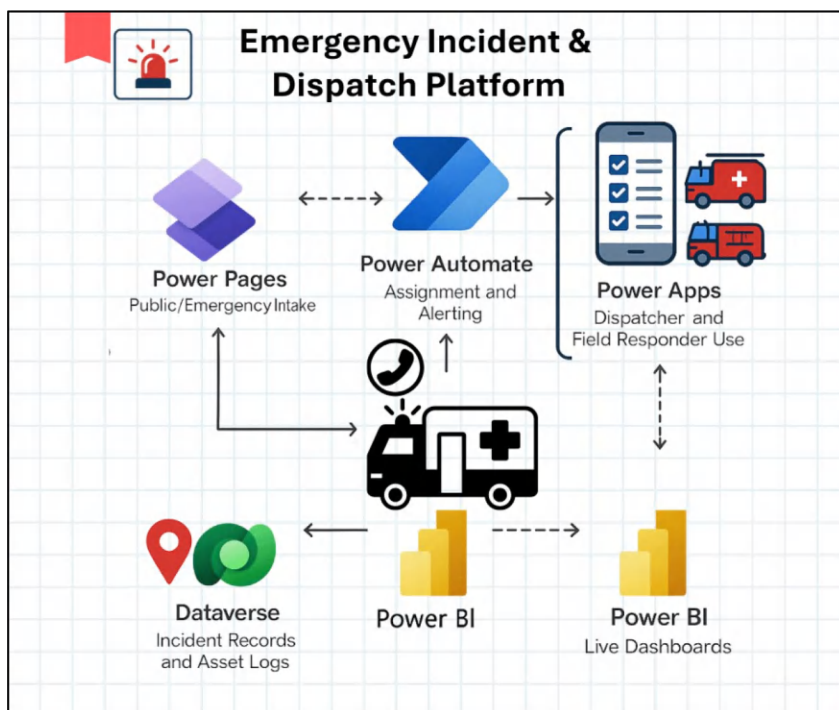 Emergency Incident &
Dispatch Platform
Power Pages
Public/Emergency Intake
Power Automate
Assignment and
Alerting
Power Apps
Dispatcher and
Field Responder Use
Dataverse
Incident Records
and Asset Logs
Power BI
Power BI
Live Dashboards